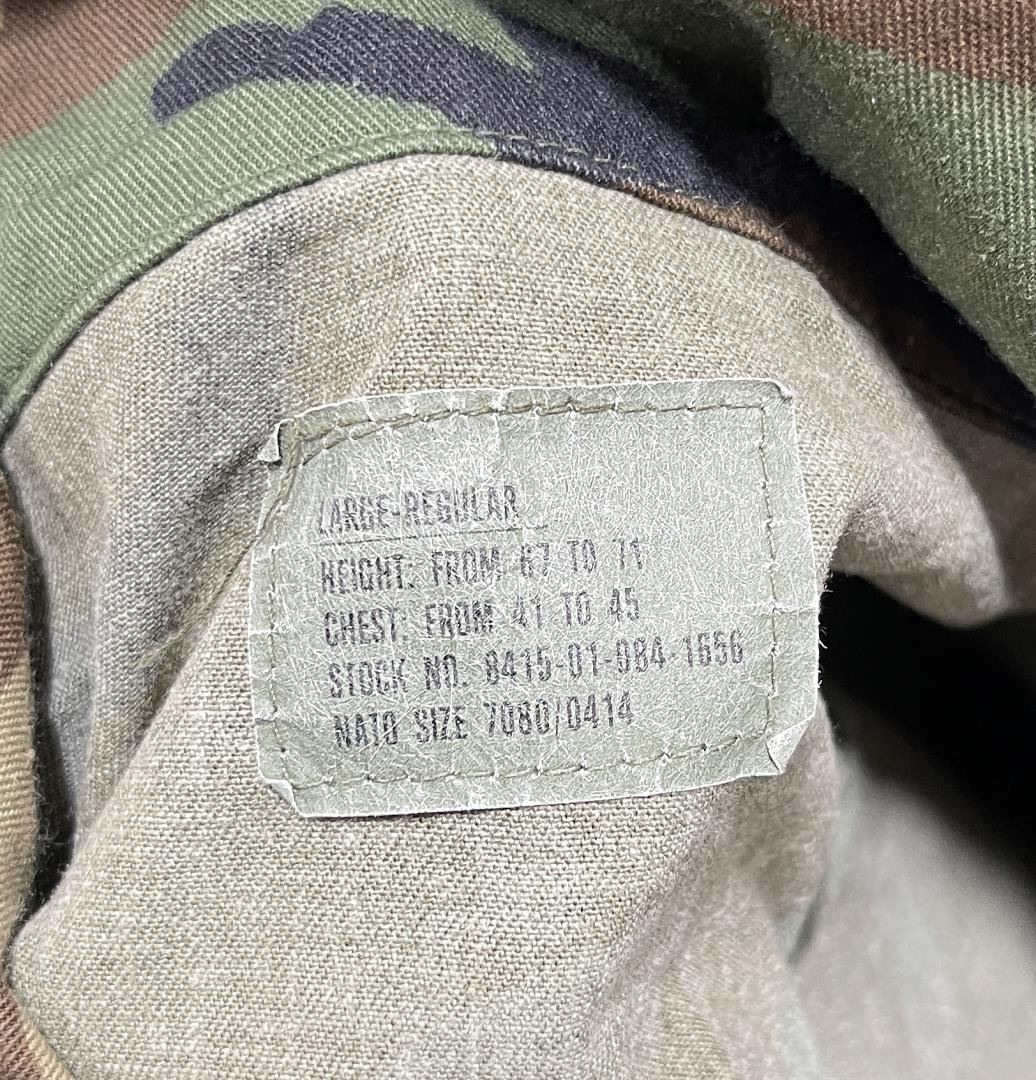 LARGE-REGULAR
HEIGHT: FROM 67 TO 71
CHEST: FROM 41 TO 45
STOCK NO. 8415-01-084-1656
NATO SIZE 7080/0414